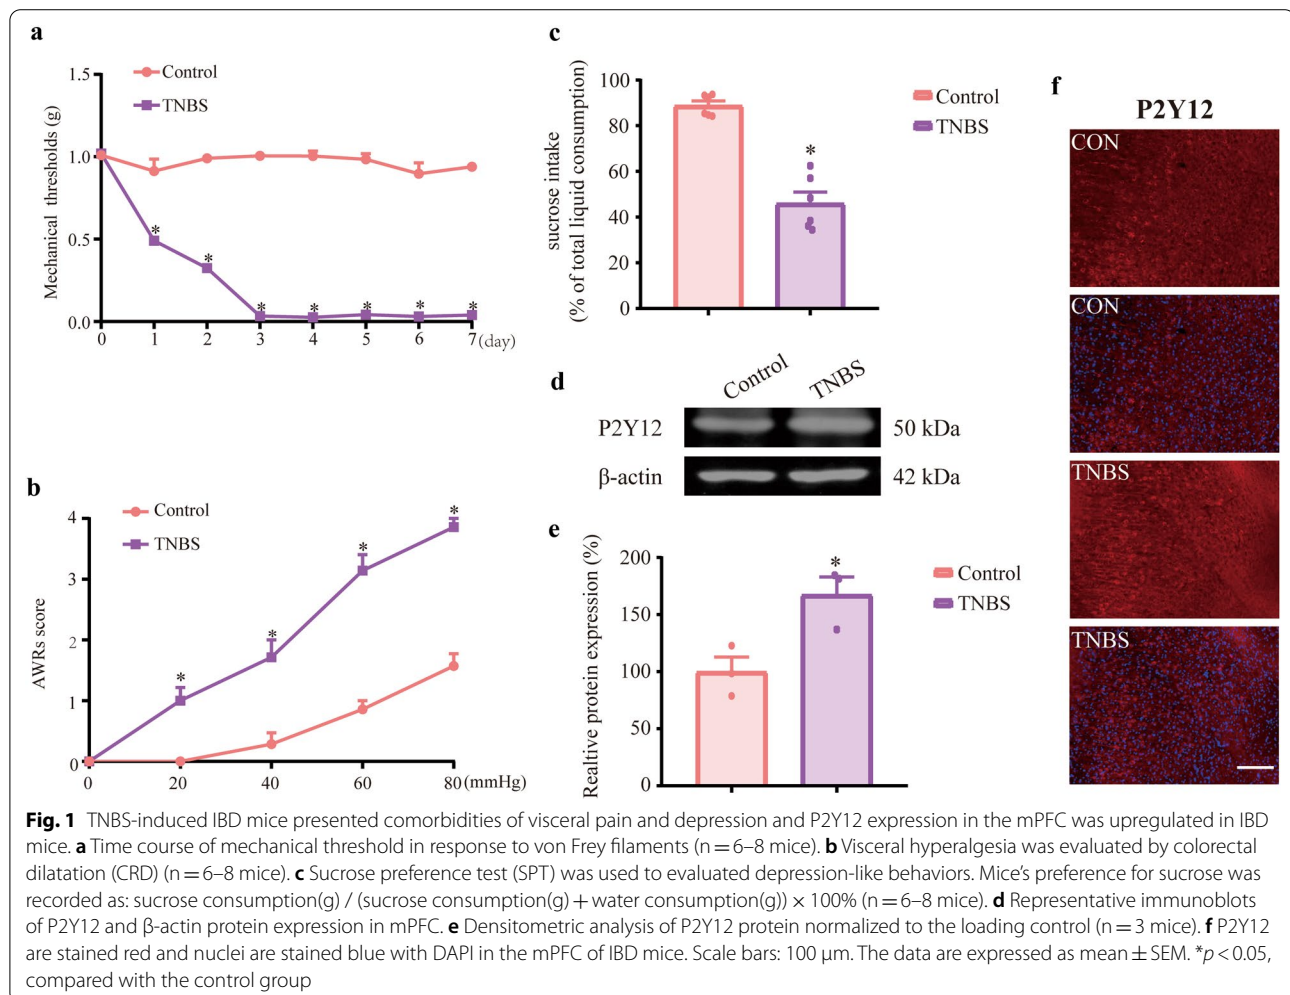 a
Control
TNBS
Mechanical thresholds (g)
1.5
1.0
0.5
0.0
* * * * * * *
0 1 2 3 4 5 6 7 (day)
b
Control
TNBS
AWRs score
4
3
2
1
0
* * * *
0 20 40 60 80 (mmHg)
c
sucrose intake
(% of total liquid consumption)
100
80
60
40
20
0
*
Control
TNBS
d
Control TNBS
P2Y12 50 kDa
β-actin 42 kDa
e
Realtive protein expression (%)
200
150
100
50
0
*
Control
TNBS
f
P2Y12
CON
CON
TNBS
TNBS
Fig. 1 TNBS-induced IBD mice presented comorbidities of visceral pain and depression and P2Y12 expression in the mPFC was upregulated in IBD
mice. a Time course of mechanical threshold in response to von Frey filaments (n = 6–8 mice). b Visceral hyperalgesia was evaluated by colorectal
dilatation (CRD) (n = 6–8 mice). c Sucrose preference test (SPT) was used to evaluated depression-like behaviors. Mice's preference for sucrose was
recorded as: sucrose consumption(g) / (sucrose consumption(g) + water consumption(g)) × 100% (n = 6–8 mice). d Representative immunoblots
of P2Y12 and β-actin protein expression in mPFC. e Densitometric analysis of P2Y12 protein normalized to the loading control (n = 3 mice). f P2Y12
are stained red and nuclei are stained blue with DAPI in the mPFC of IBD mice. Scale bars: 100 μm. The data are expressed as mean ± SEM. *p < 0.05,
compared with the control group